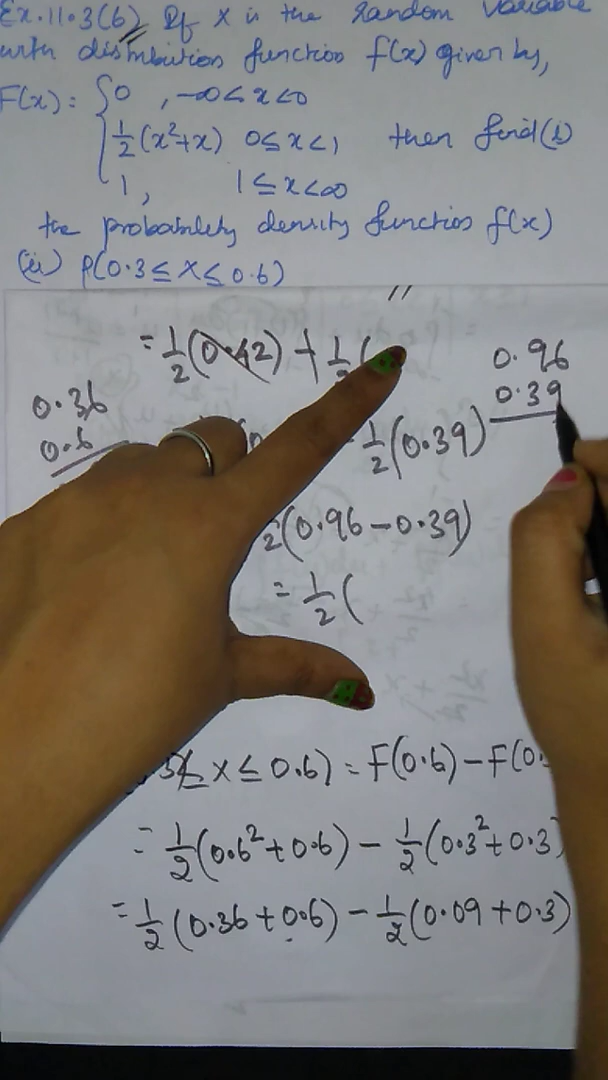 Ex.11.3(6) If X is the Random Variable
with distribution function f(x) given by,
F(x) = { 0 , -∞<x<0
½(x²+x) 0≤x<1 then find (i)
1, 1≤x<∞
the probability density function f(x)
(ii) P(0.3≤X≤0.6)
= ½(0.42) + ½(
0.96
0.39
0.36
0.6
½(0.39)
½(0.96-0.39)
= ½(
≤X≤0.6) = F(0.6) - F(0.
= ½(0.6²+0.6) - ½(0.3²+0.3)
= ½(0.36+0.6) - ½(0.09+0.3)